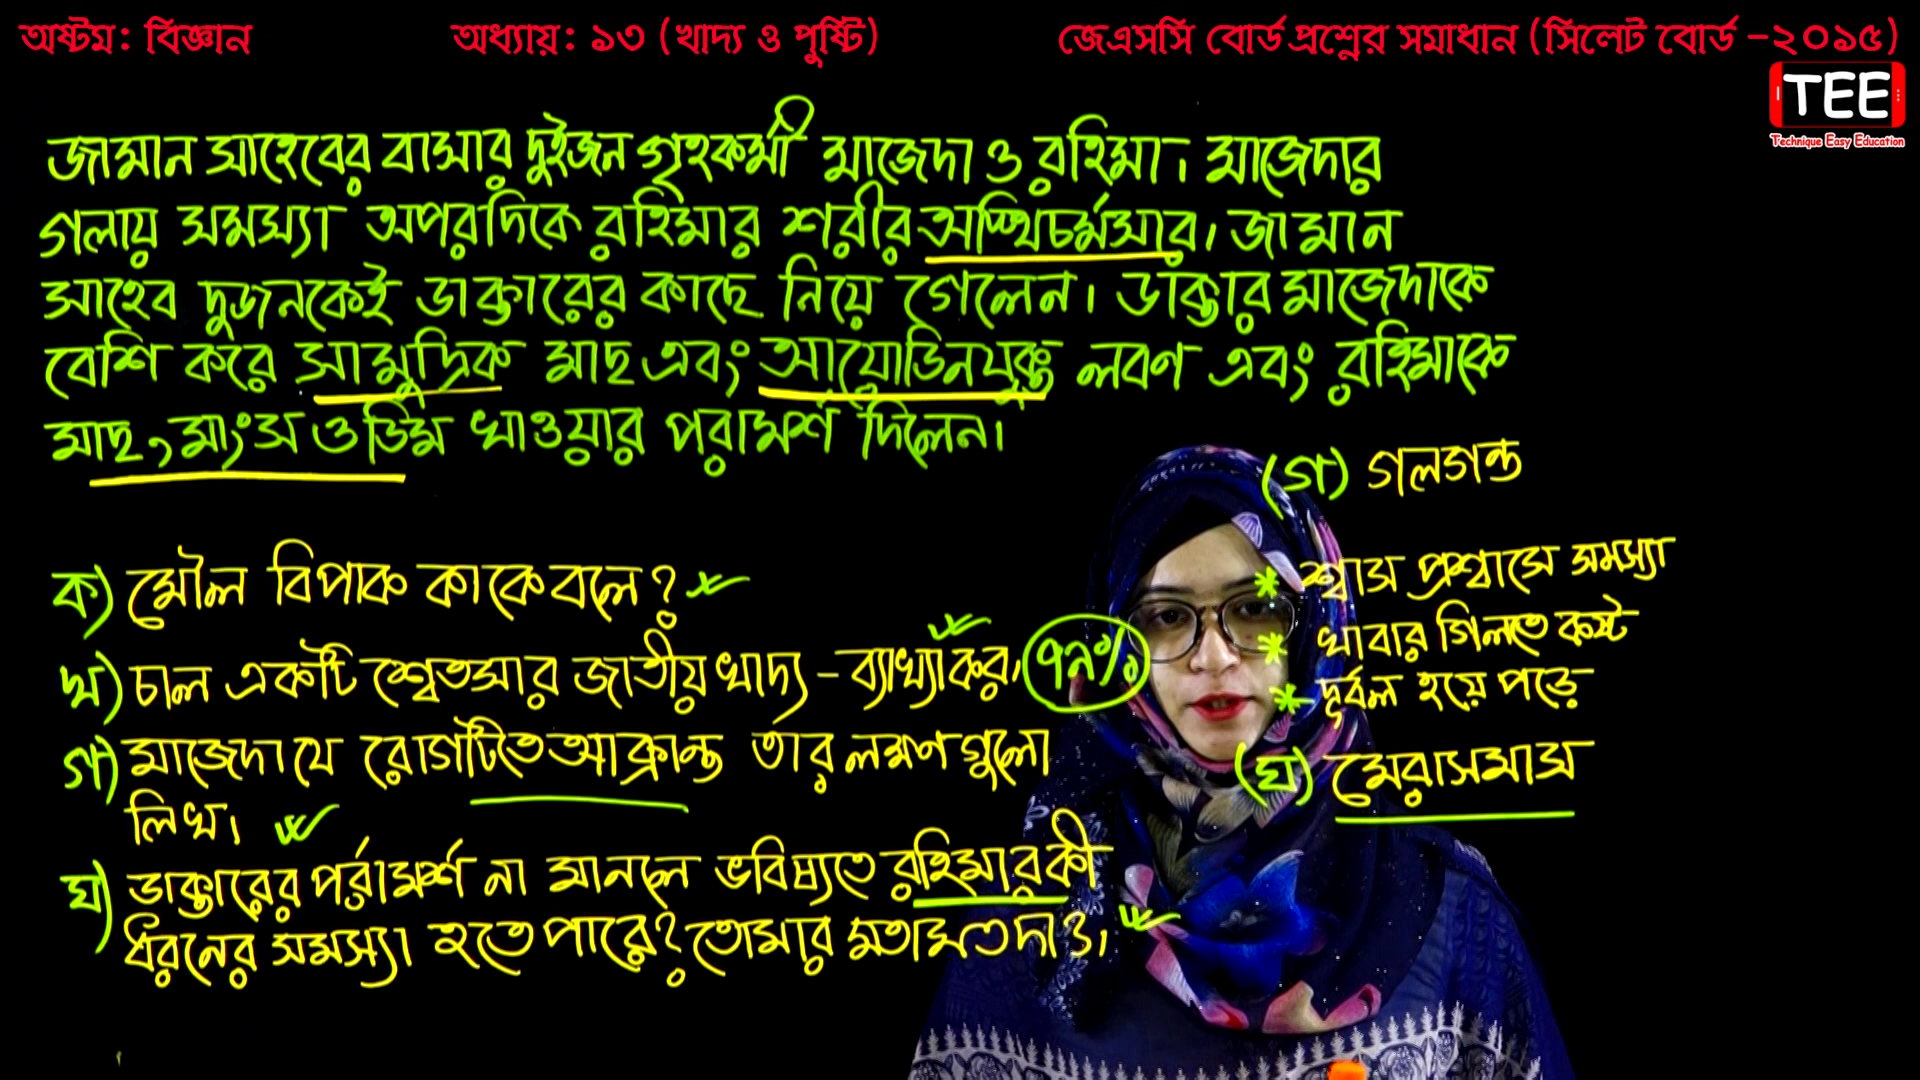 অষ্টম: বিজ্ঞান
অধ্যায়: ১৩ (খাদ্য ও পুষ্টি)
জেএসসি বোর্ড প্রশ্নের সমাধান (সিলেট বোর্ড -২০১৫)
TEE
Technique Easy Education
জামান সাহেবের বাসার দুইজন গৃহকর্মী মাজেদা ও রহিমা। মাজেদার
গলায় সমস্যা অপরদিকে রহিমার শরীর অস্থিচর্মসার। জামান
সাহেব দুজনকেই ডাক্তারের কাছে নিয়ে গেলেন। ডাক্তার মাজেদাকে
বেশি করে সামুদ্রিক মাছ এবং আয়োডিনযুক্ত লবণ এবং রহিমাকে
মাছ, মাংস ও ডিম খাওয়ার পরামর্শ দিলেন।
ক) মৌল বিপাক কাকে বলে?
খ) চাল একটি শ্বেতসার জাতীয় খাদ্য - ব্যাখ্যা কর। ৭৯%
গ) মাজেদা যে রোগটিতে আক্রান্ত তার লক্ষণ গুলো
লিখ।
ঘ) ডাক্তারের পর্রামর্শ না মানলে ভবিষ্যতে রহিমার কী
ধরনের সমস্যা হতে পারে? তোমার মতামত দাও।
(গ) গলগন্ড
* শ্বাস প্রশ্বাসে সমস্যা
* খাবার গিলতে কষ্ট
* দূর্বল হয়ে পড়ে
(ঘ) মেরাসমাস